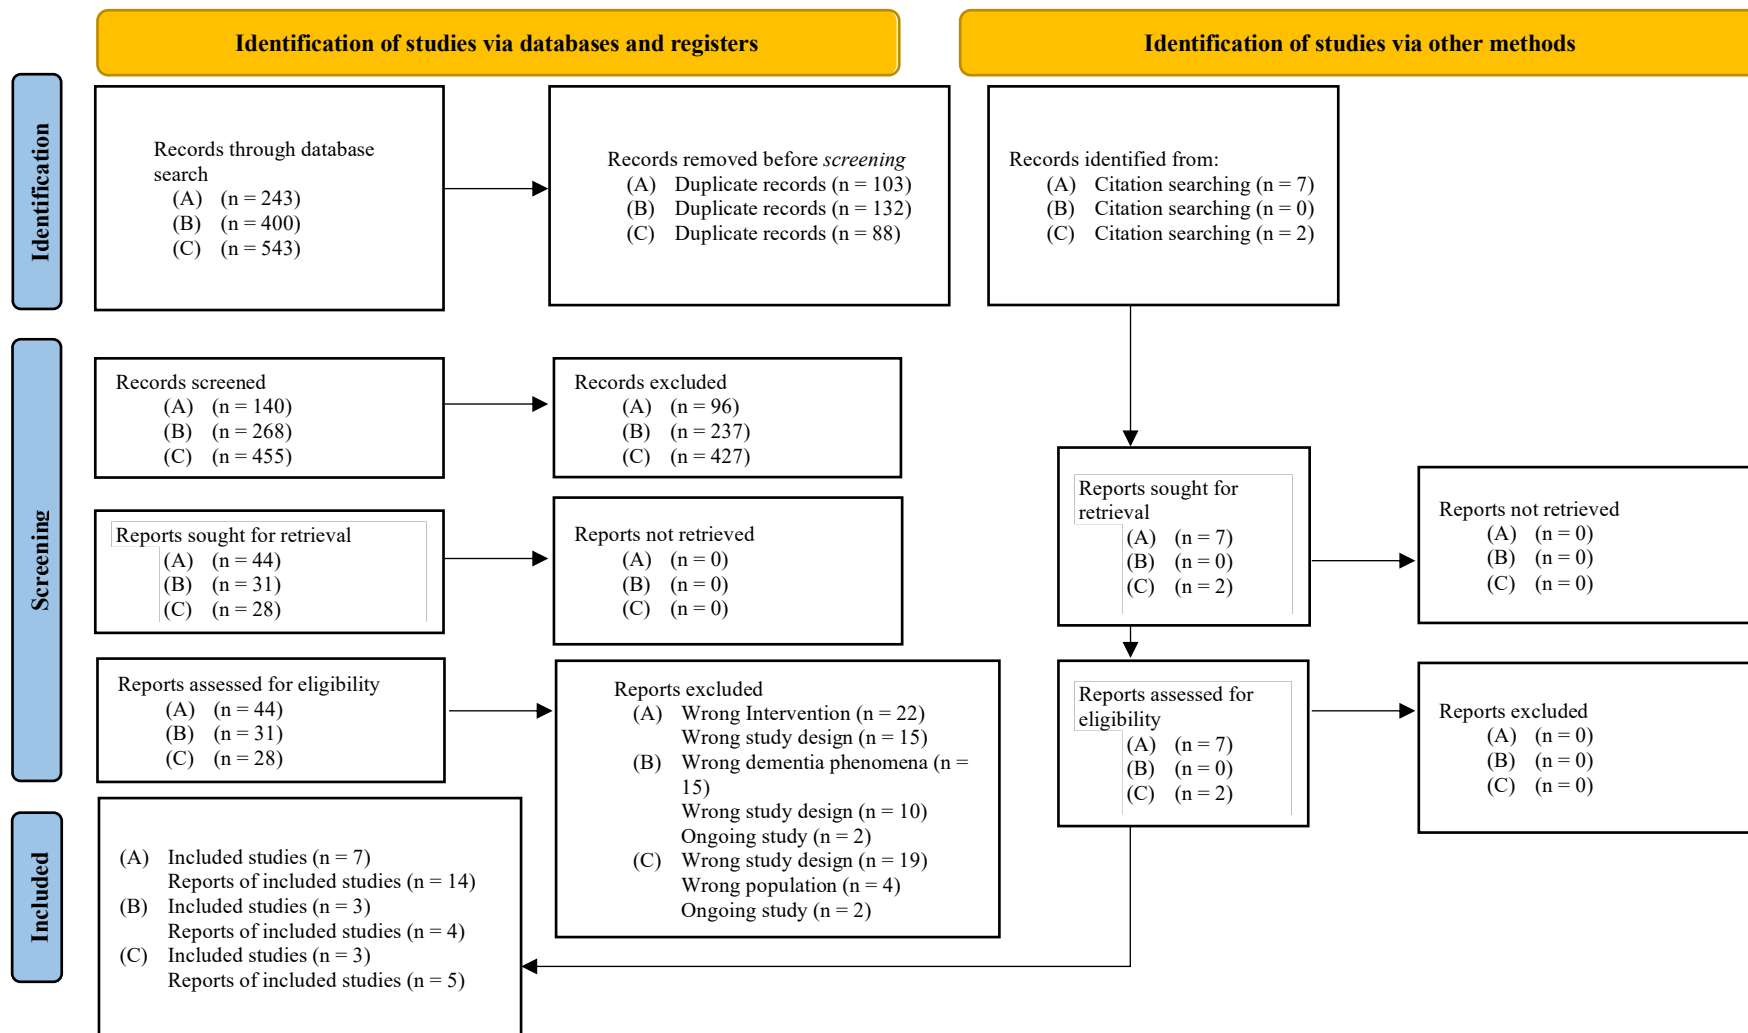 Identification of studies via databases and registers
Identification of studies via other methods
Identification
Records through database
search
(A) (n = 243)
(B) (n = 400)
(C) (n = 543)
Records removed before screening
(A) Duplicate records (n = 103)
(B) Duplicate records (n = 132)
(C) Duplicate records (n = 88)
Records identified from:
(A) Citation searching (n = 7)
(B) Citation searching (n = 0)
(C) Citation searching (n = 2)
Screening
Records screened
(A) (n = 140)
(B) (n = 268)
(C) (n = 455)
Records excluded
(A) (n = 96)
(B) (n = 237)
(C) (n = 427)
Reports sought for retrieval
(A) (n = 44)
(B) (n = 31)
(C) (n = 28)
Reports not retrieved
(A) (n = 0)
(B) (n = 0)
(C) (n = 0)
Reports sought for
retrieval
(A) (n = 7)
(B) (n = 0)
(C) (n = 2)
Reports not retrieved
(A) (n = 0)
(B) (n = 0)
(C) (n = 0)
Reports assessed for eligibility
(A) (n = 44)
(B) (n = 31)
(C) (n = 28)
Reports excluded
(A) Wrong Intervention (n = 22)
Wrong study design (n = 15)
(B) Wrong dementia phenomena (n =
15)
Wrong study design (n = 10)
Ongoing study (n = 2)
(C) Wrong study design (n = 19)
Wrong population (n = 4)
Ongoing study (n = 2)
Reports assessed for
eligibility
(A) (n = 7)
(B) (n = 0)
(C) (n = 2)
Reports excluded
(A) (n = 0)
(B) (n = 0)
(C) (n = 0)
Included
(A) Included studies (n = 7)
Reports of included studies (n = 14)
(B) Included studies (n = 3)
Reports of included studies (n = 4)
(C) Included studies (n = 3)
Reports of included studies (n = 5)